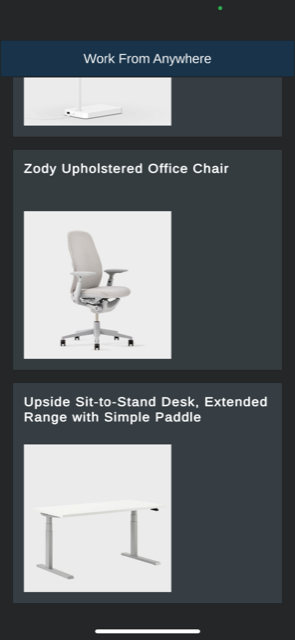 Work From Anywhere
Zody Upholstered Office Chair
Upside Sit-to-Stand Desk, Extended
Range with Simple Paddle